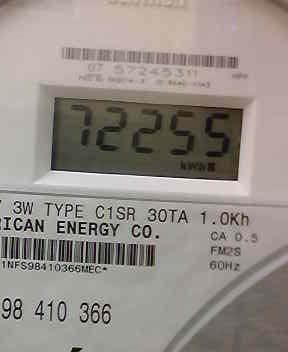 07 57245311
72255
kWh
3W TYPE C1SR 30TA 1.0Kh
RICAN ENERGY CO.
CA 0.5
FM2S
60Hz
1NFS98410366MEC*
98 410 366